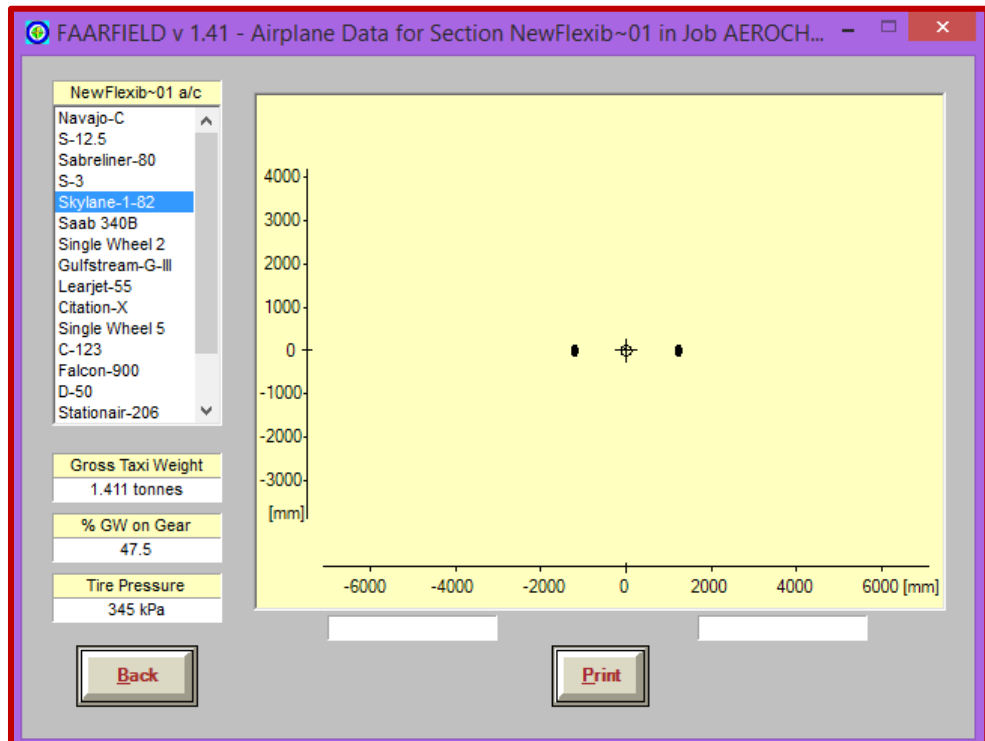 FAARFIELD v 1.41 - Airplane Data for Section NewFlexib~01 in Job AEROCH...
NewFlexib~01 a/c
Navajo-C
S-12.5
Sabreliner-80
S-3
Skylane-1-82
Saab 340B
Single Wheel 2
Gulfstream-G-III
Learjet-55
Citation-X
Single Wheel 5
C-123
Falcon-900
D-50
Stationair-206
Gross Taxi Weight
1.411 tonnes
% GW on Gear
47.5
Tire Pressure
345 kPa
4000
3000
2000
1000
0
-1000
-2000
-3000
[mm]
-6000 -4000 -2000 0 2000 4000 6000 [mm]
Back
Print